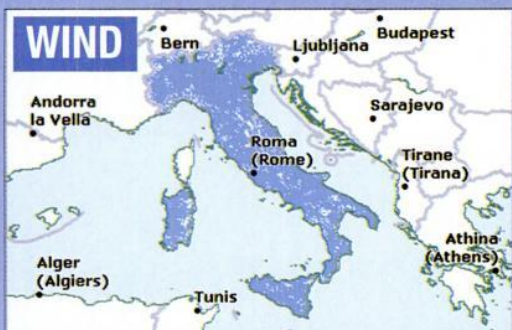 WIND
Bern
Ljubljana
Budapest
Andorra
la Vella
Sarajevo
Roma
(Rome)
Tirane
(Tirana)
Athina
(Athens)
Alger
(Algiers)
Tunis